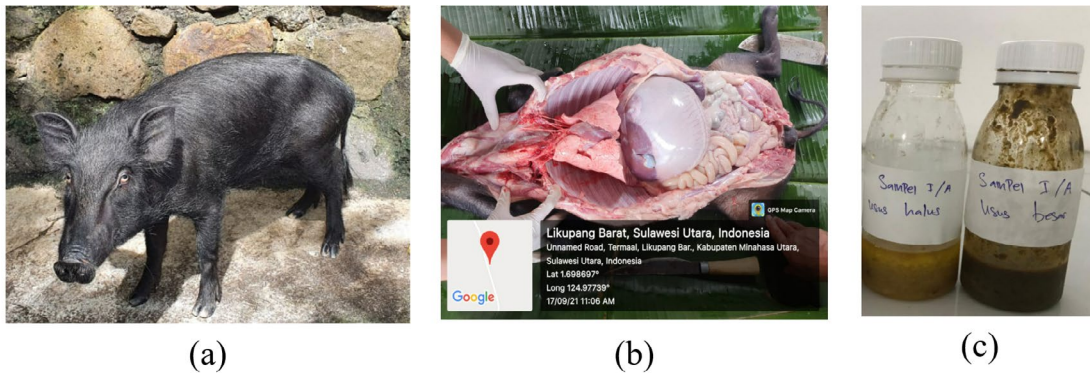 GPS Map Camera
Likupang Barat, Sulawesi Utara, Indonesia
Unnamed Road, Termaal, Likupang Bar., Kabupaten Minahasa Utara,
Sulawesi Utara, Indonesia
Lat 1.698697°
Long 124.97739°
17/09/21 11:06 AM
Google
Sampel I/A
Usus halus
Sampel I/A
Usus besar
(a)
(b)
(c)